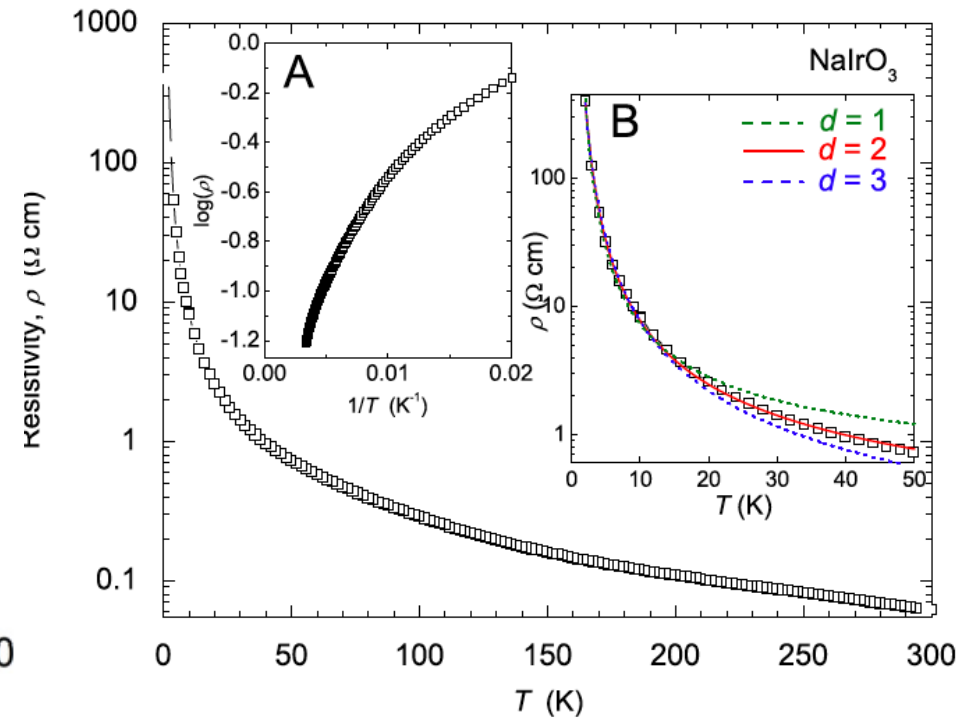 1000
100
10
1
0.1
Resistivity, ρ (Ω cm)
0
0
50
100
150
200
250
300
T (K)
NaIrO3
A
0.0
-0.2
-0.4
-0.6
-0.8
-1.0
-1.2
log(ρ)
0.00
0.01
0.02
1/T (K-1)
B
d = 1
d = 2
d = 3
100
10
1
ρ (Ω cm)
0
10
20
30
40
50
T (K)